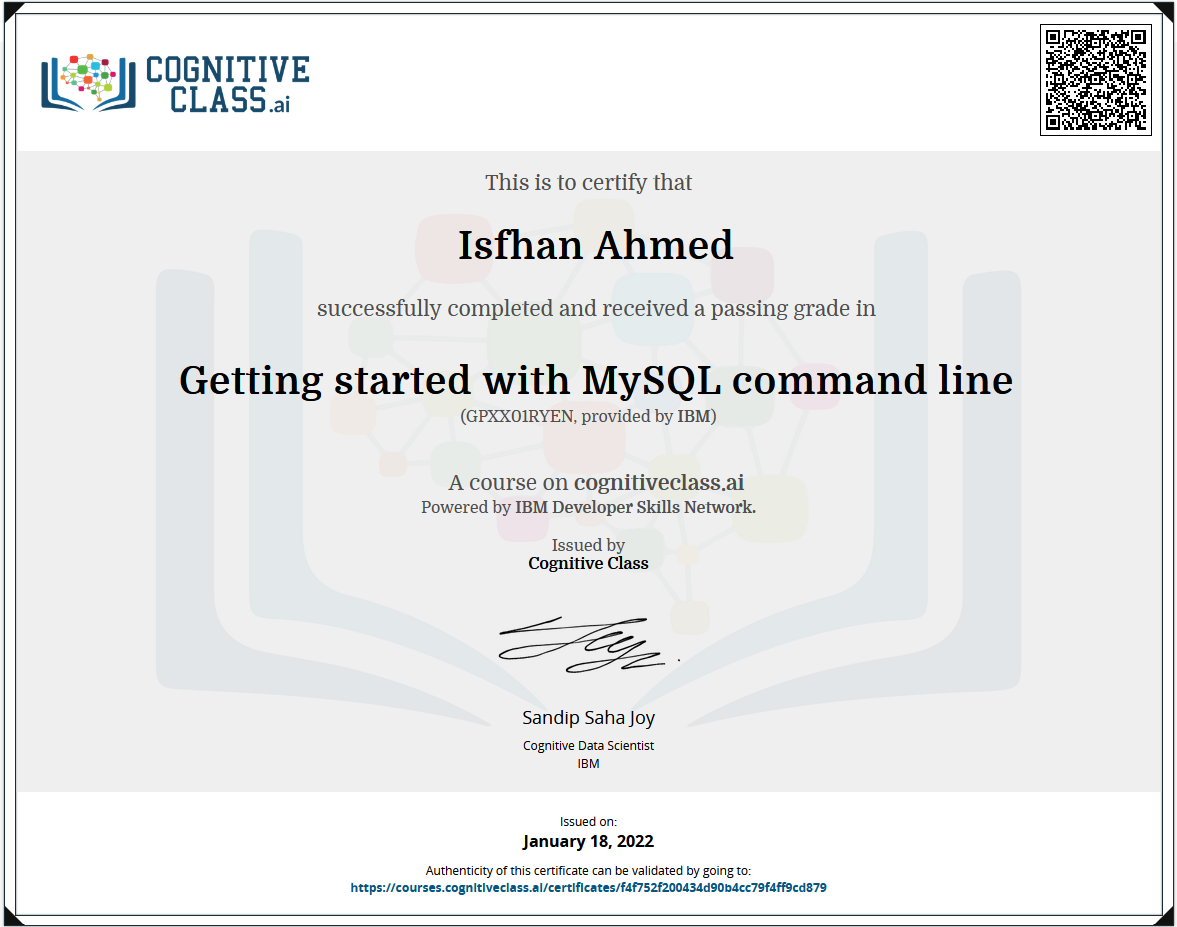 COGNITIVE
CLASS.ai
This is to certify that
Isfhan Ahmed
successfully completed and received a passing grade in
Getting started with MySQL command line
(GPXX01RYEN, provided by IBM)
A course on cognitiveclass.ai
Powered by IBM Developer Skills Network.
Issued by
Cognitive Class
Sandip Saha Joy
Cognitive Data Scientist
IBM
Issued on:
January 18, 2022
Authenticity of this certificate can be validated by going to:
https://courses.cognitiveclass.ai/certificates/f4f752f200434d90b4cc79f4ff9cd879